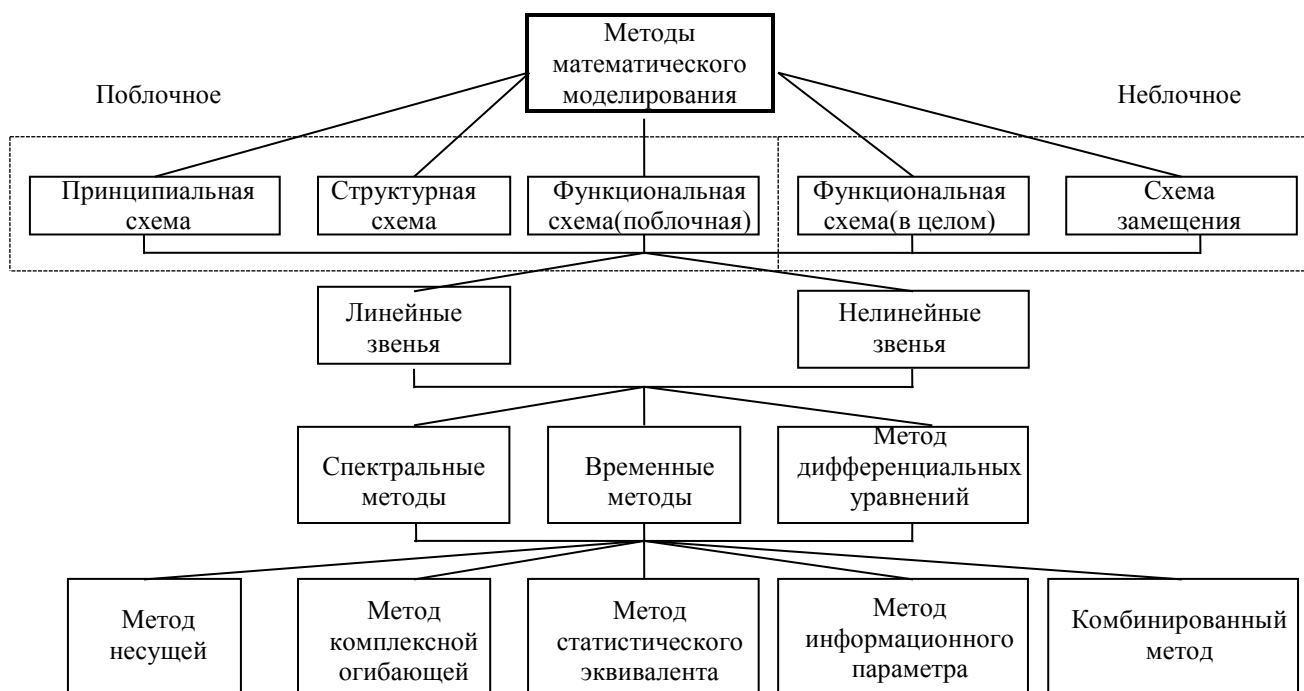 Методы
математического
моделирования
Поблочное
Неблочное
Принципиальная
схема
Структурная
схема
Функциональная
схема(поблочная)
Функциональная
схема(в целом)
Схема
замещения
Линейные
звенья
Нелинейные
звенья
Спектральные
методы
Временные
методы
Метод
дифференциальных
уравнений
Метод
несущей
Метод
комплексной
огибающей
Метод
статистического
эквивалента
Метод
информационного
параметра
Комбинированный
метод